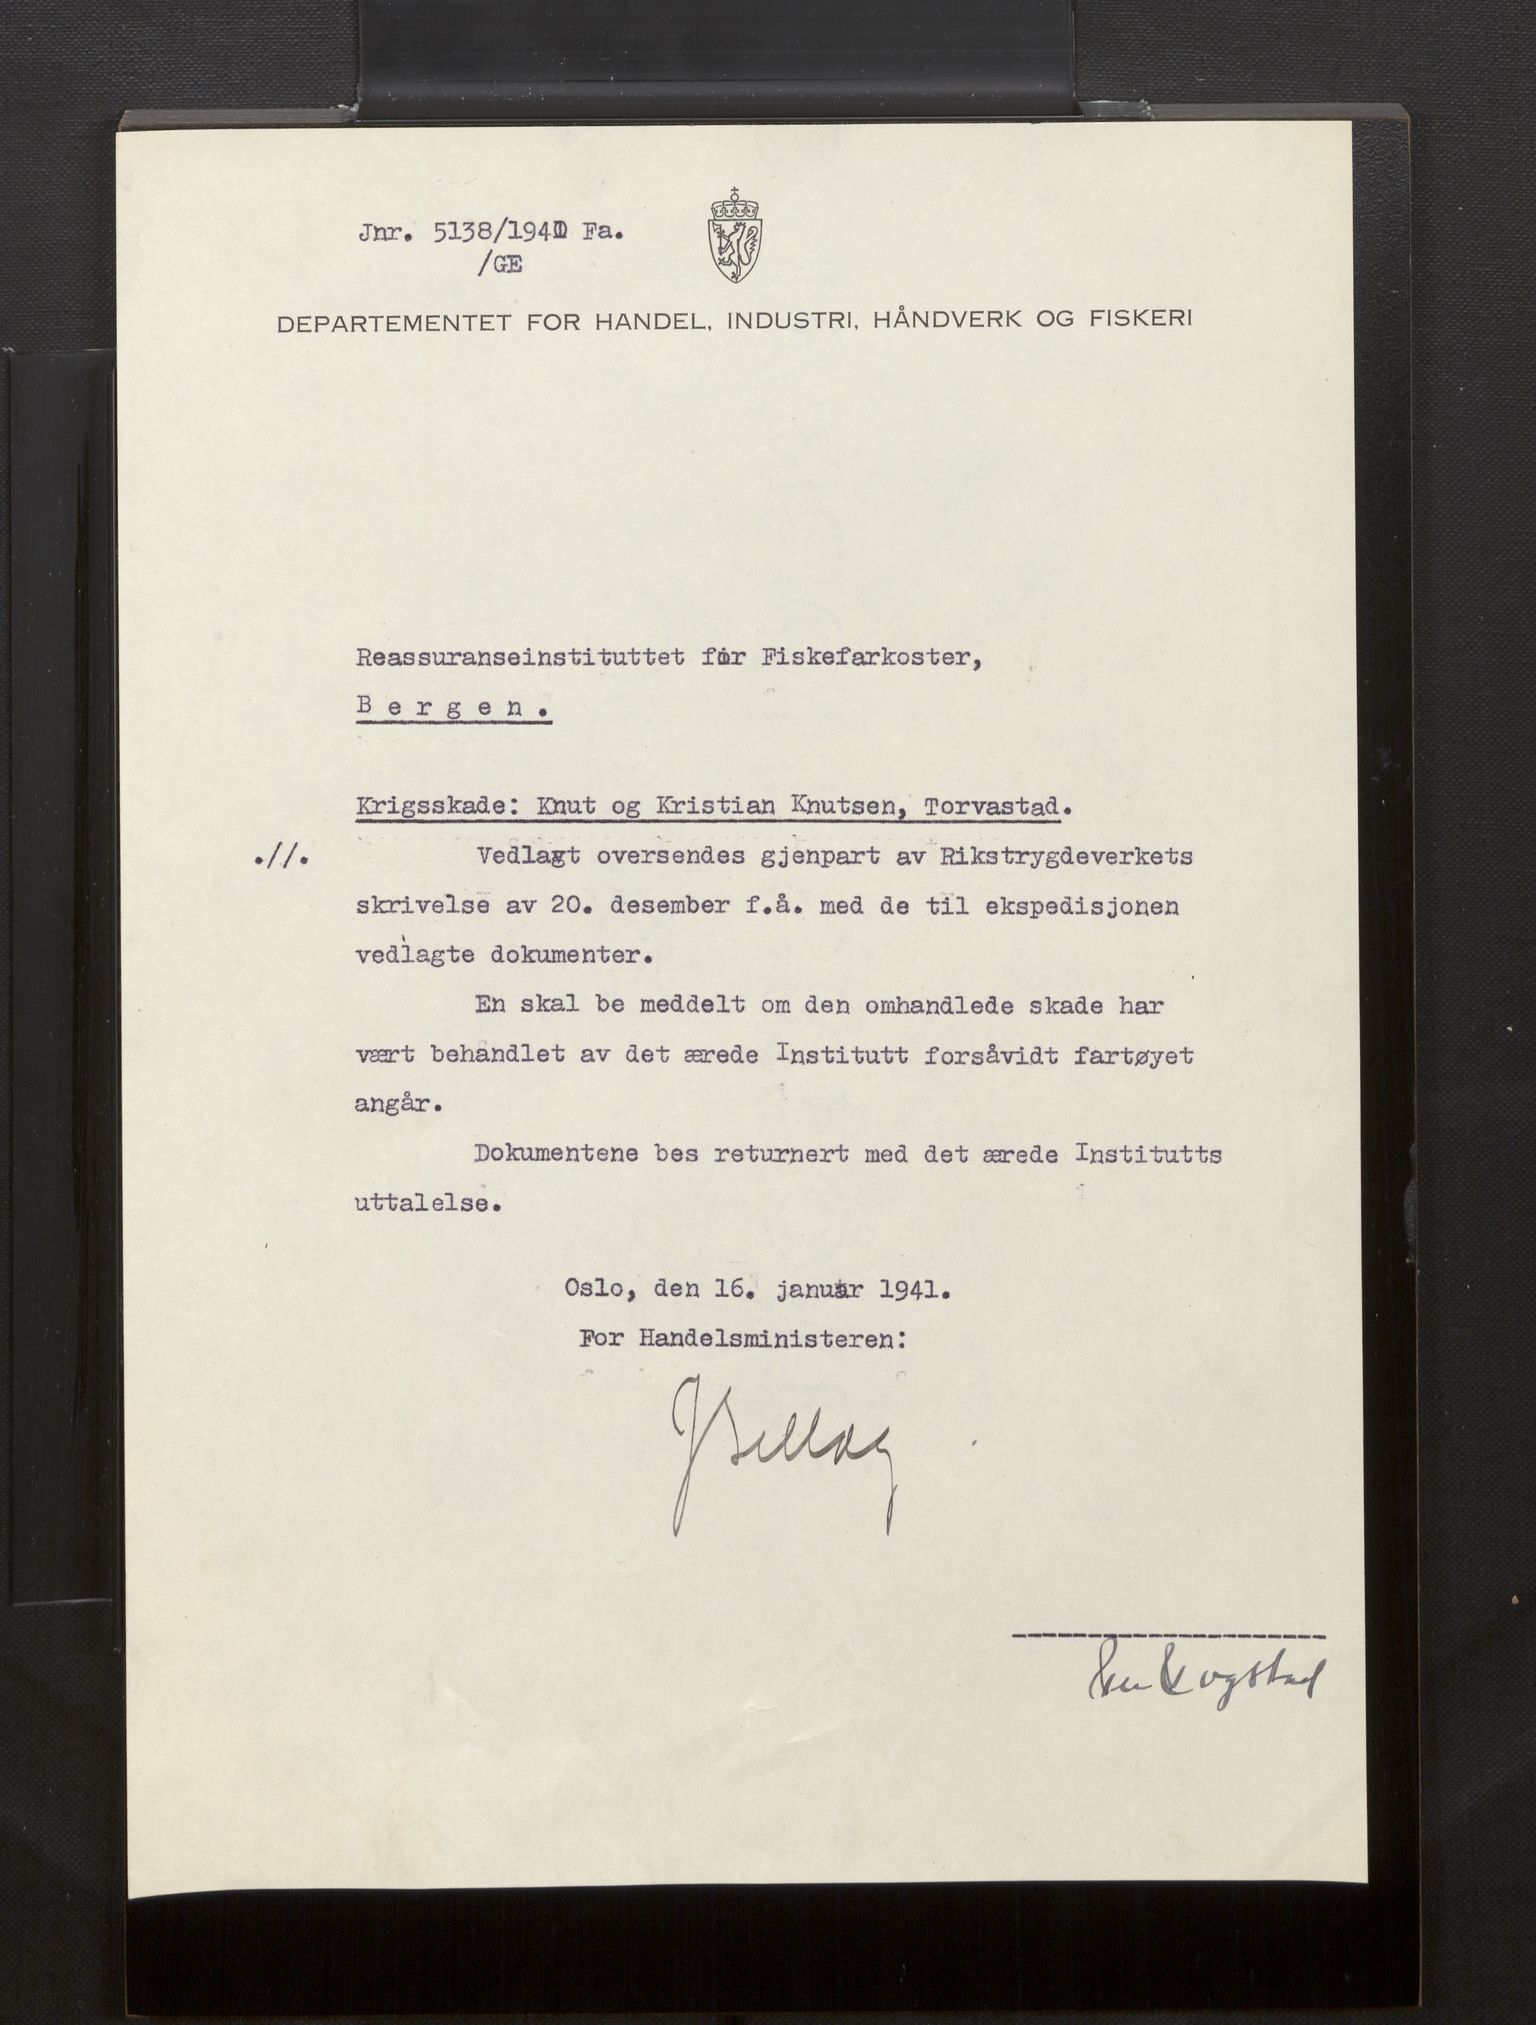 Jnr. 5138/1940 Fa.
/GE
DEPARTEMENTET FOR HANDEL, INDUSTRI, HÅNDVERK OG FISKERI
Reassuranseinstituttet for Fiskefarkoster,
B e r g e n .
Krigsskade: Knut og Kristian Knutsen, Torvastad.
.//. Vedlagt oversendes gjenpart av Rikstrygdeverkets
skrivelse av 20. desember f.å. med de til ekspedisjonen
vedlagte dokumenter.
En skal be meddelt om den omhandlede skade har
vært behandlet av det ærede Institutt forsåvidt fartøyet
angår.
Dokumentene bes returnert med det ærede Institutts
uttalelse.
Oslo, den 16. januar 1941.
For Handelsministeren: